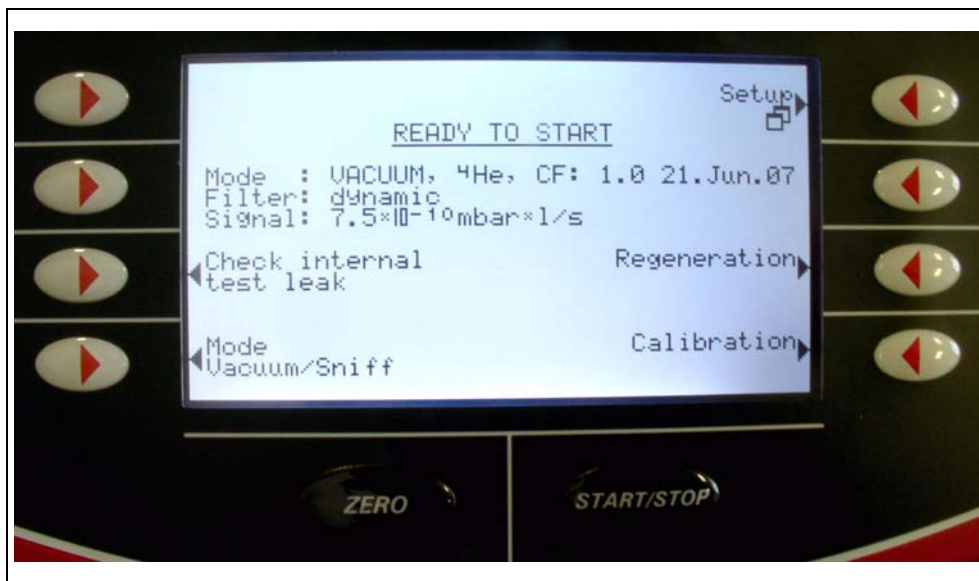 Setup
READY TO START
Mode : VACUUM, ⁴He, CF: 1.0 21.Jun.07
Filter: dynamic
Signal: 7.5×10⁻¹⁰mbar×l/s
Check internal
test leak
Regeneration
Mode
Vacuum/Sniff
Calibration
ZERO
START/STOP